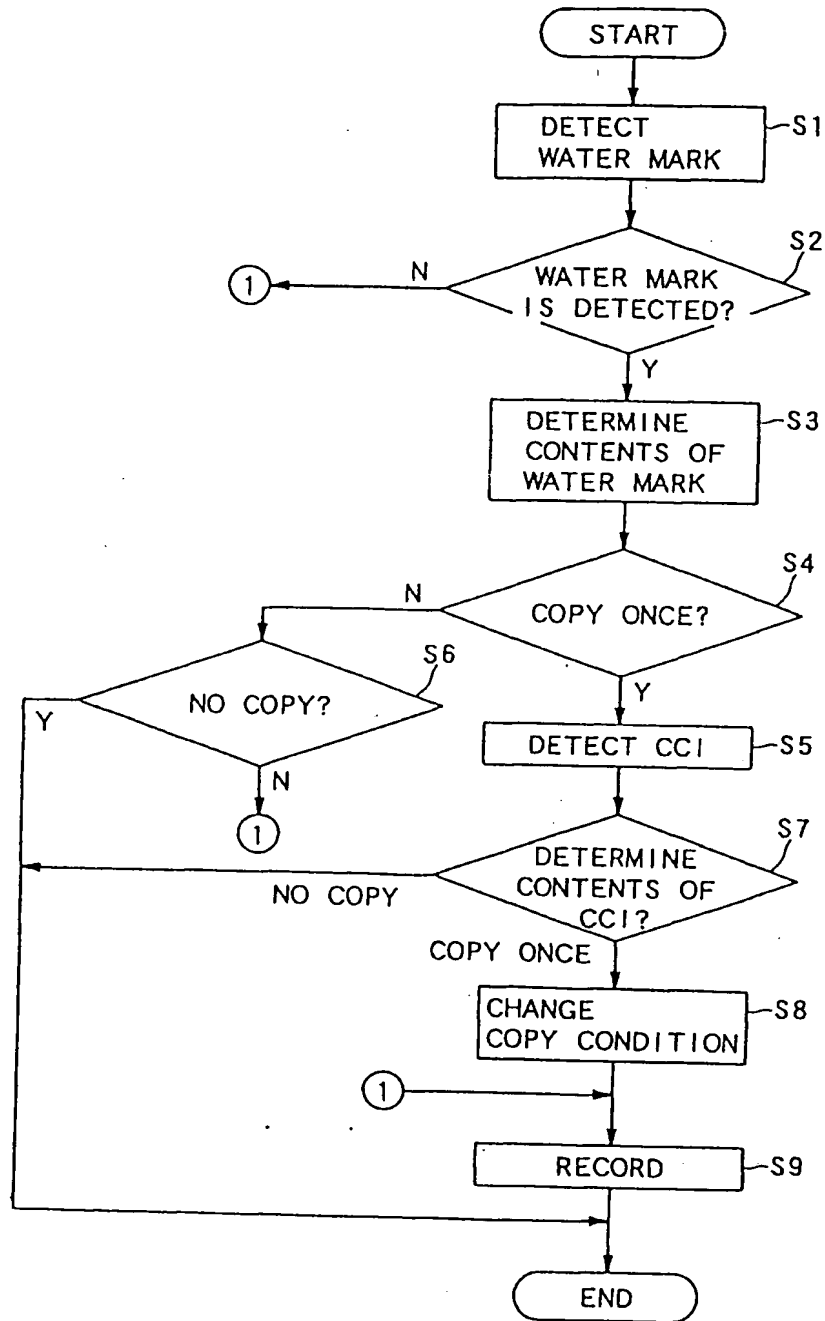 START
DETECT
WATER MARK
S1
WATER MARK
IS DETECTED?
S2
N
1
Y
DETERMINE
CONTENTS OF
WATER MARK
S3
COPY ONCE?
S4
N
Y
NO COPY?
S6
Y
N
1
DETECT CCI
S5
DETERMINE
CONTENTS OF
CCI?
S7
NO COPY
COPY ONCE
CHANGE
COPY CONDITION
S8
1
RECORD
S9
END